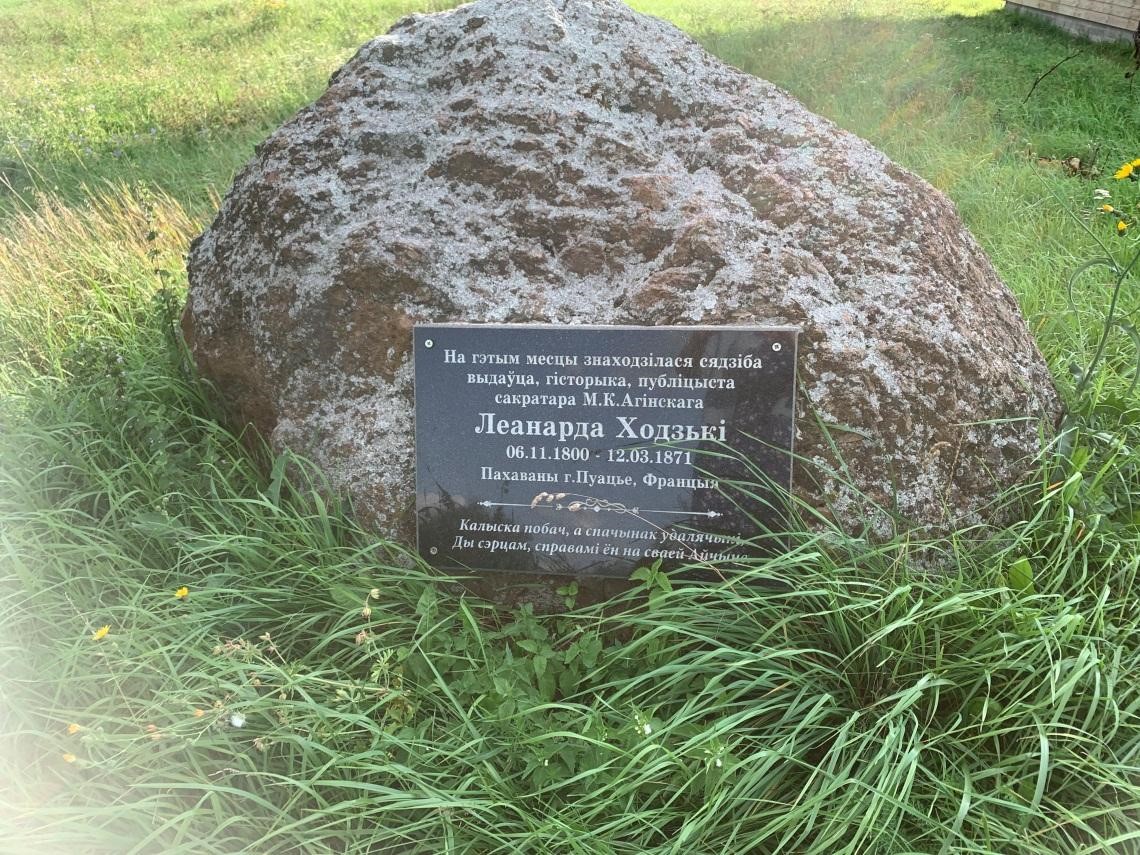 На гэтым месцы знаходзілася сядзіба
выдаўца, гісторыка, публіцыста
сакратара М.К.Агінскага
Леанарда Ходзькі
06.11.1800 - 12.03.1871
Пахаваны г.Пуацье, Францыя
Калыска побач, а спачынак удалячыні,
Ды сэрцам, справамі ён на сваей Айчыне